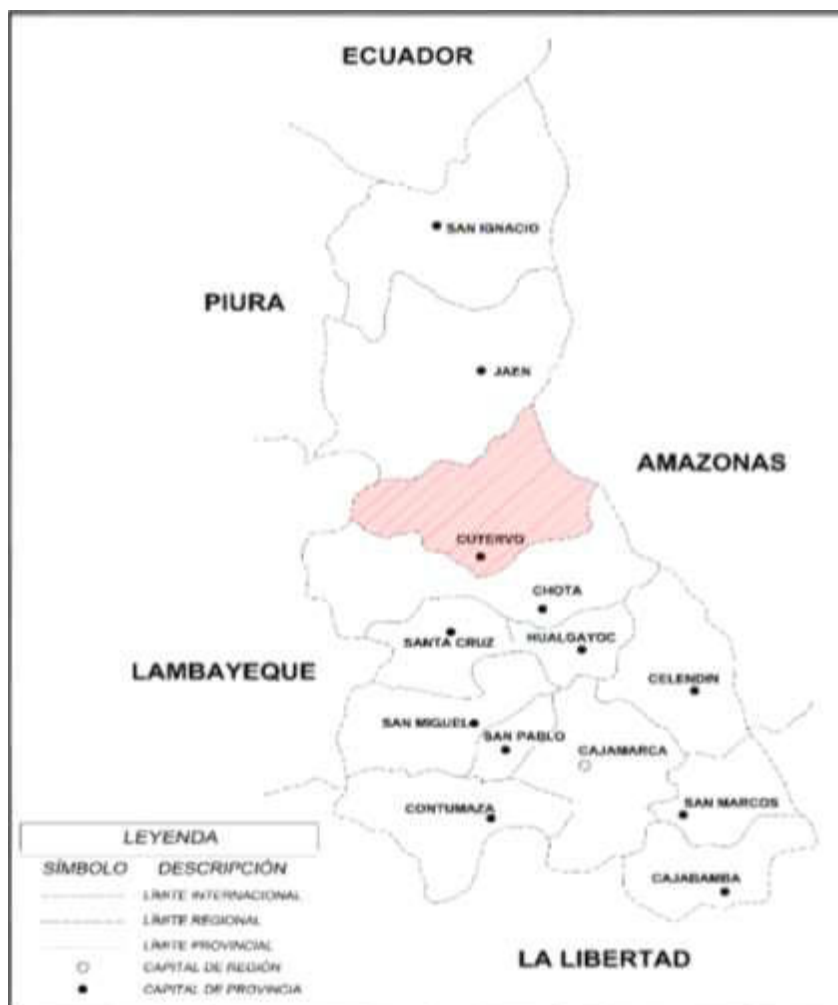 ECUADOR
SAN IGNACIO
PIURA
JAEN
AMAZONAS
CUTERVO
CHOTA
SANTA CRUZ
HUALGAYOC
LAMBAYEQUE
CELENDIN
SAN MIGUEL
SAN PABLO
CAJAMARCA
CONTUMAZA
SAN MARCOS
CAJABAMBA
LA LIBERTAD
LEYENDA
SÍMBOLO DESCRIPCIÓN
LÍMITE INTERNACIONAL
LÍMITE REGIONAL
LÍMITE PROVINCIAL
CAPITAL DE REGIÓN
CAPITAL DE PROVINCIA